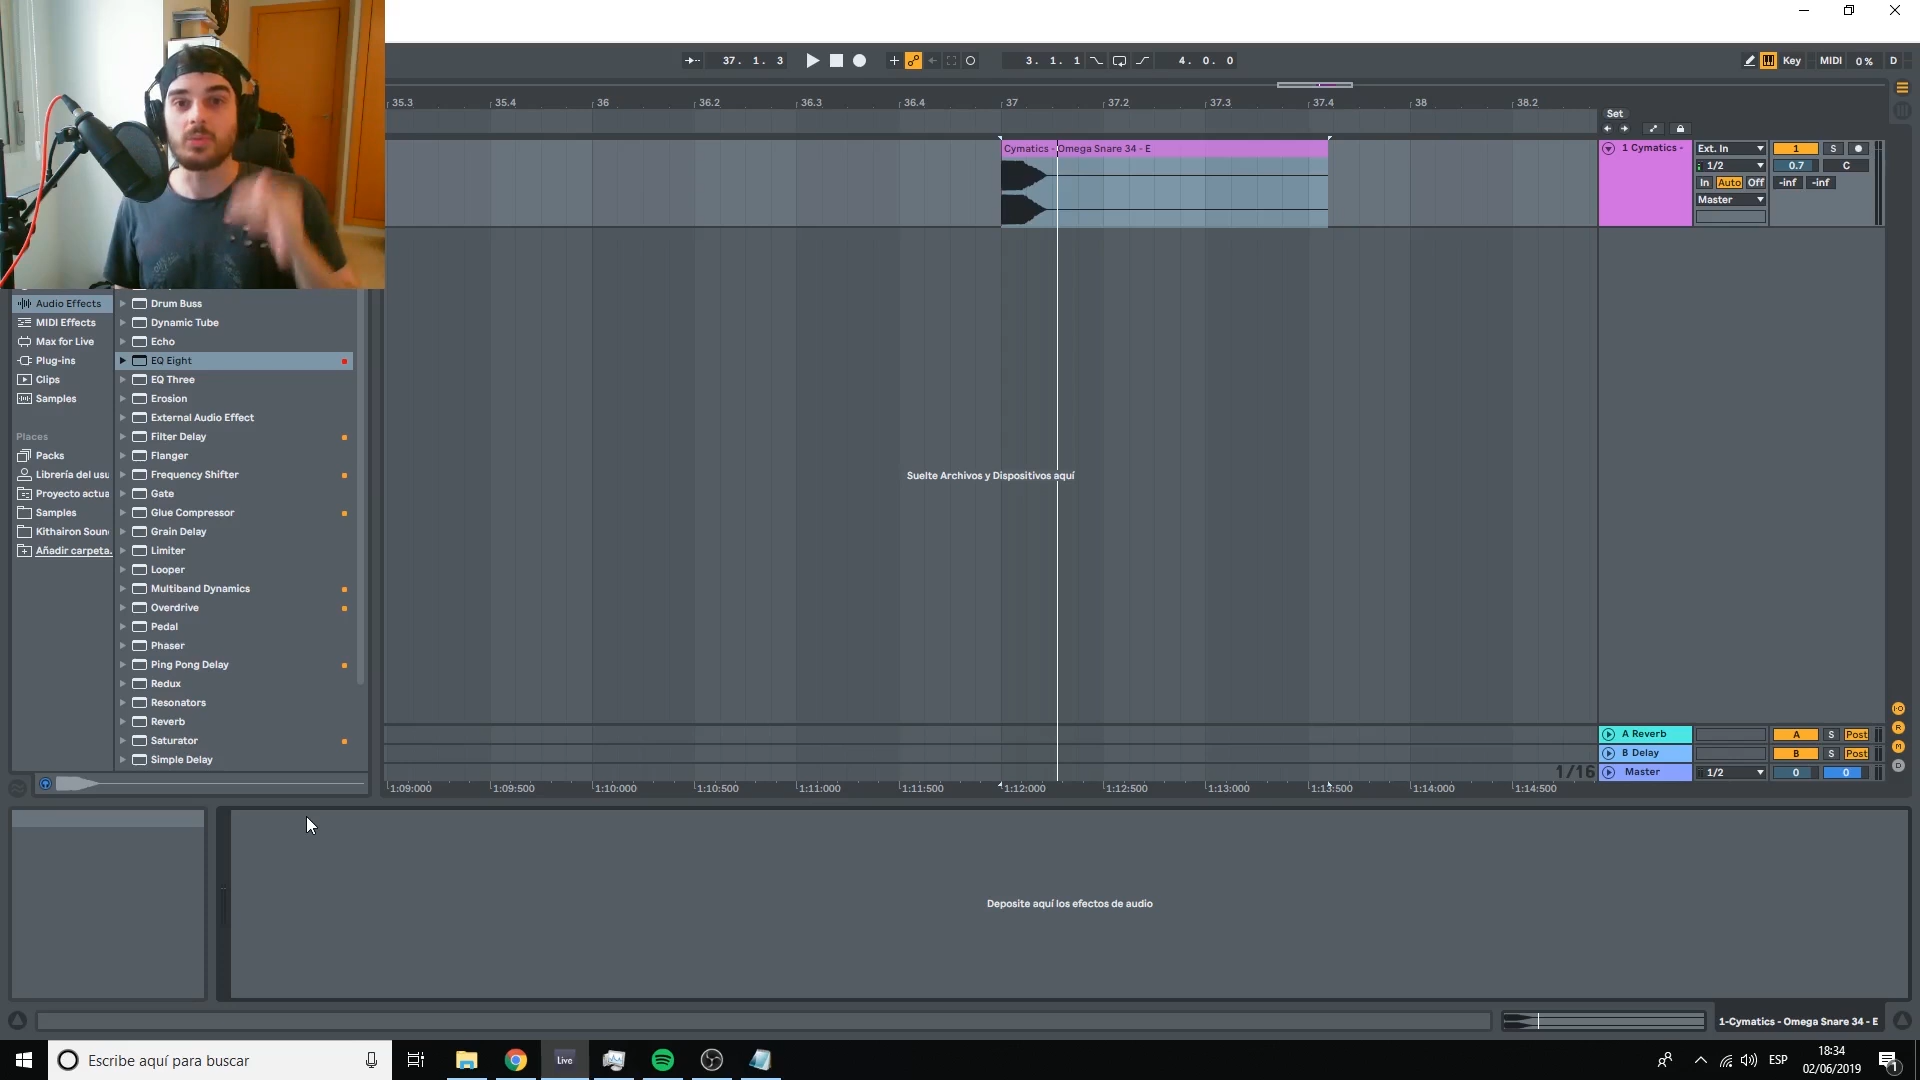 37. 1. 3
3. 1. 1
4. 0. 0
Key
MIDI
0 %
D
35.3
35.4
36
36.2
36.3
36.4
37
37.2
37.3
37.4
38
38.2
Set
Cymatics - Omega Snare 34 - E
1 Cymatics -
Ext. In
1
S
1/2
0.7
C
In
Auto
Off
-inf
-inf
Master
Audio Effects
MIDI Effects
Max for Live
Plug-ins
Clips
Samples
Places
Packs
Librería del usu
Proyecto actua
Samples
Kithairon Soun
Añadir carpeta.
Drum Buss
Dynamic Tube
Echo
EQ Eight
EQ Three
Erosion
External Audio Effect
Filter Delay
Flanger
Frequency Shifter
Gate
Glue Compressor
Grain Delay
Limiter
Looper
Multiband Dynamics
Overdrive
Pedal
Phaser
Ping Pong Delay
Redux
Resonators
Reverb
Saturator
Simple Delay
Suelte Archivos y Dispositivos aquí
A Reverb
A
S
Post
B Delay
B
S
Post
1/16
Master
1/2
0
0
1:09:000
1:09:500
1:10:000
1:10:500
1:11:000
1:11:500
1:12:000
1:12:500
1:13:000
1:13:500
1:14:000
1:14:500
I·O
R
M
D
Deposite aquí los efectos de audio
1-Cymatics - Omega Snare 34 - E
Escribe aquí para buscar
Live
ESP
18:34
02/06/2019
1